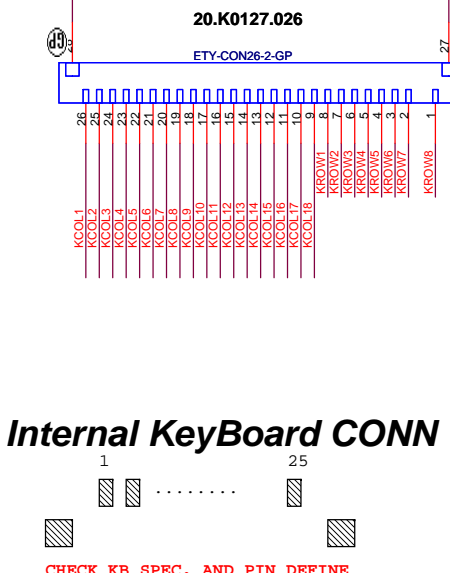 20.K0127.026
ETY-CON26-2-GP
27
26
25
24
23
22
21
20
19
18
17
16
15
14
13
12
11
10
9
8
7
6
5
4
3
2
1
KCOL1
KCOL2
KCOL3
KCOL4
KCOL5
KCOL6
KCOL7
KCOL8
KCOL9
KCOL10
KCOL11
KCOL12
KCOL13
KCOL14
KCOL15
KCOL16
KCOL17
KCOL18
KROW1
KROW2
KROW3
KROW4
KROW5
KROW6
KROW7
KROW8
Internal KeyBoard CONN
1 25
. . . . . . . .
CHECK KB SPEC. AND PIN DEFINE